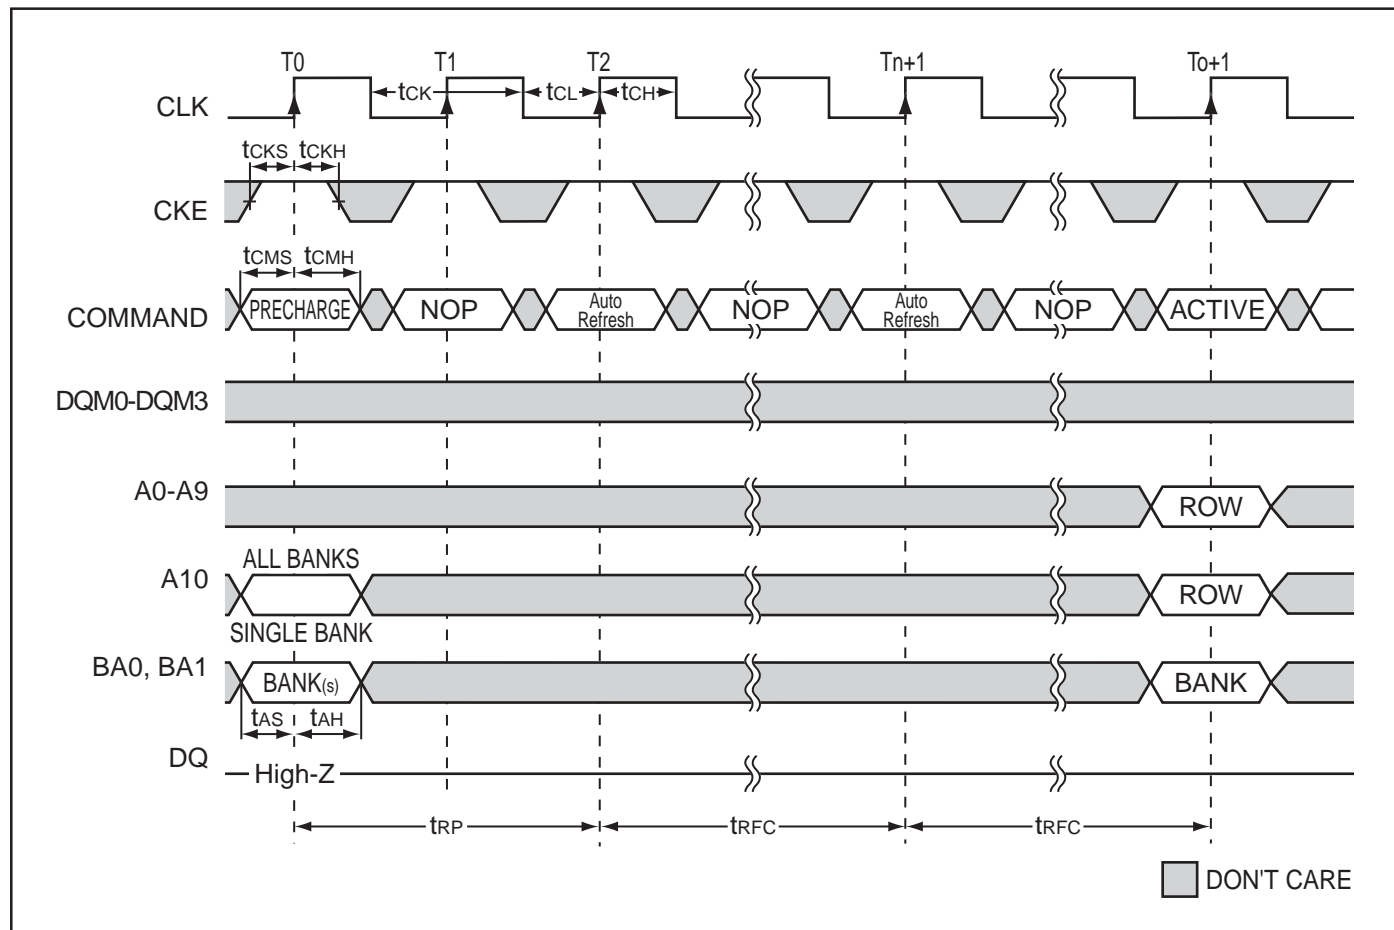 T0 T1 T2 Tn+1 To+1
CLK tCK tCL tCH
tCKS tCKH
CKE
tCMS tCMH
COMMAND PRECHARGE NOP Auto Refresh NOP Auto Refresh NOP ACTIVE
DQM0-DQM3
A0-A9 ROW
ALL BANKS
A10 ROW
SINGLE BANK
BA0, BA1 BANK(s) BANK
tAS tAH
DQ
High-Z
tRP tRFC tRFC
DON'T CARE